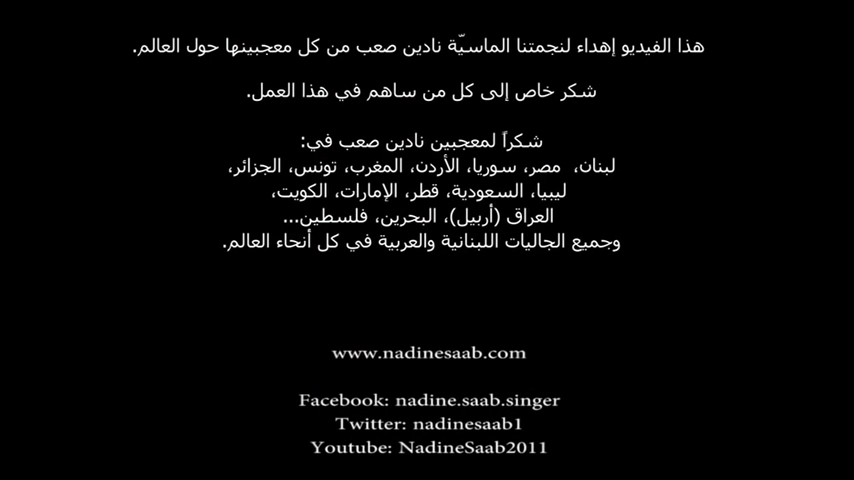 هذا الفيديو إهداء لنجمتنا الماسيّة نادين صعب من كل معجبينها حول العالم.
شكر خاص إلى كل من ساهم في هذا العمل.
شكراً لمعجبين نادين صعب في:
لبنان، مصر، سوريا، الأردن، المغرب، تونس، الجزائر،
ليبيا، السعودية، قطر، الإمارات، الكويت،
العراق (أربيل)، البحرين، فلسطين...
وجميع الجاليات اللبنانية والعربية في كل أنحاء العالم.
www.nadinesaab.com
Facebook: nadine.saab.singer
Twitter: nadinesaab1
Youtube: NadineSaab2011